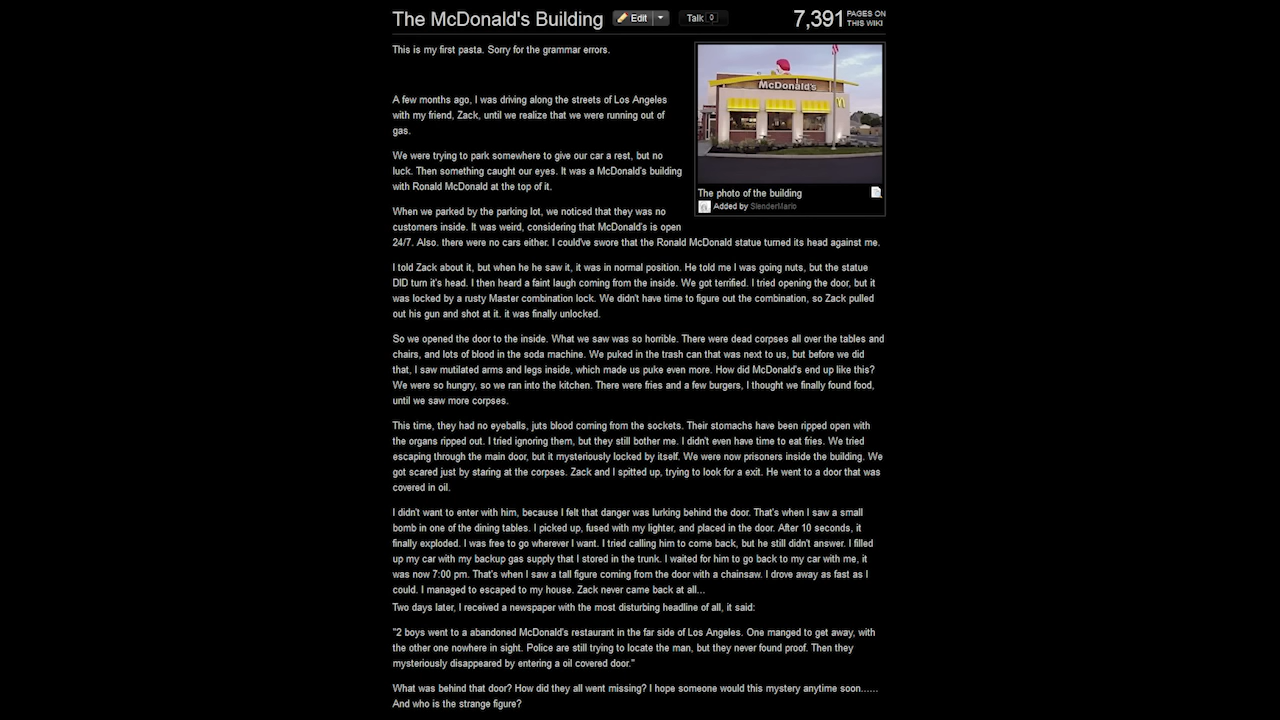 The McDonald's Building
Edit
Talk 0
7,391 PAGES ON
THIS WIKI
This is my first pasta. Sorry for the grammar errors.
McDonald's
The photo of the building
Added by SlenderMario
A few months ago, I was driving along the streets of Los Angeles
with my friend, Zack, until we realize that we were running out of
gas.
We were trying to park somewhere to give our car a rest, but no
luck. Then something caught our eyes. It was a McDonald's building
with Ronald McDonald at the top of it.
When we parked by the parking lot, we noticed that they was no
customers inside. It was weird, considering that McDonald's is open
24/7. Also. there were no cars either. I could've swore that the Ronald McDonald statue turned its head against me.
I told Zack about it, but when he he saw it, it was in normal position. He told me I was going nuts, but the statue
DID turn it's head. I then heard a faint laugh coming from the inside. We got terrified. I tried opening the door, but it
was locked by a rusty Master combination lock. We didn't have time to figure out the combination, so Zack pulled
out his gun and shot at it. it was finally unlocked.
So we opened the door to the inside. What we saw was so horrible. There were dead corpses all over the tables and
chairs, and lots of blood in the soda machine. We puked in the trash can that was next to us, but before we did
that, I saw mutilated arms and legs inside, which made us puke even more. How did McDonald's end up like this?
We were so hungry, so we ran into the kitchen. There were fries and a few burgers, I thought we finally found food,
until we saw more corpses.
This time, they had no eyeballs, juts blood coming from the sockets. Their stomachs have been ripped open with
the organs ripped out. I tried ignoring them, but they still bother me. I didn't even have time to eat fries. We tried
escaping through the main door, but it mysteriously locked by itself. We were now prisoners inside the building. We
got scared just by staring at the corpses. Zack and I spitted up, trying to look for a exit. He went to a door that was
covered in oil.
I didn't want to enter with him, because I felt that danger was lurking behind the door. That's when I saw a small
bomb in one of the dining tables. I picked up, fused with my lighter, and placed in the door. After 10 seconds, it
finally exploded. I was free to go wherever I want. I tried calling him to come back, but he still didn't answer. I filled
up my car with my backup gas supply that I stored in the trunk. I waited for him to go back to my car with me, it
was now 7:00 pm. That's when I saw a tall figure coming from the door with a chainsaw. I drove away as fast as I
could. I managed to escaped to my house. Zack never came back at all...
Two days later, I received a newspaper with the most disturbing headline of all, it said:
"2 boys went to a abandoned McDonald's restaurant in the far side of Los Angeles. One manged to get away, with
the other one nowhere in sight. Police are still trying to locate the man, but they never found proof. Then they
mysteriously disappeared by entering a oil covered door."
What was behind that door? How did they all went missing? I hope someone would this mystery anytime soon......
And who is the strange figure?